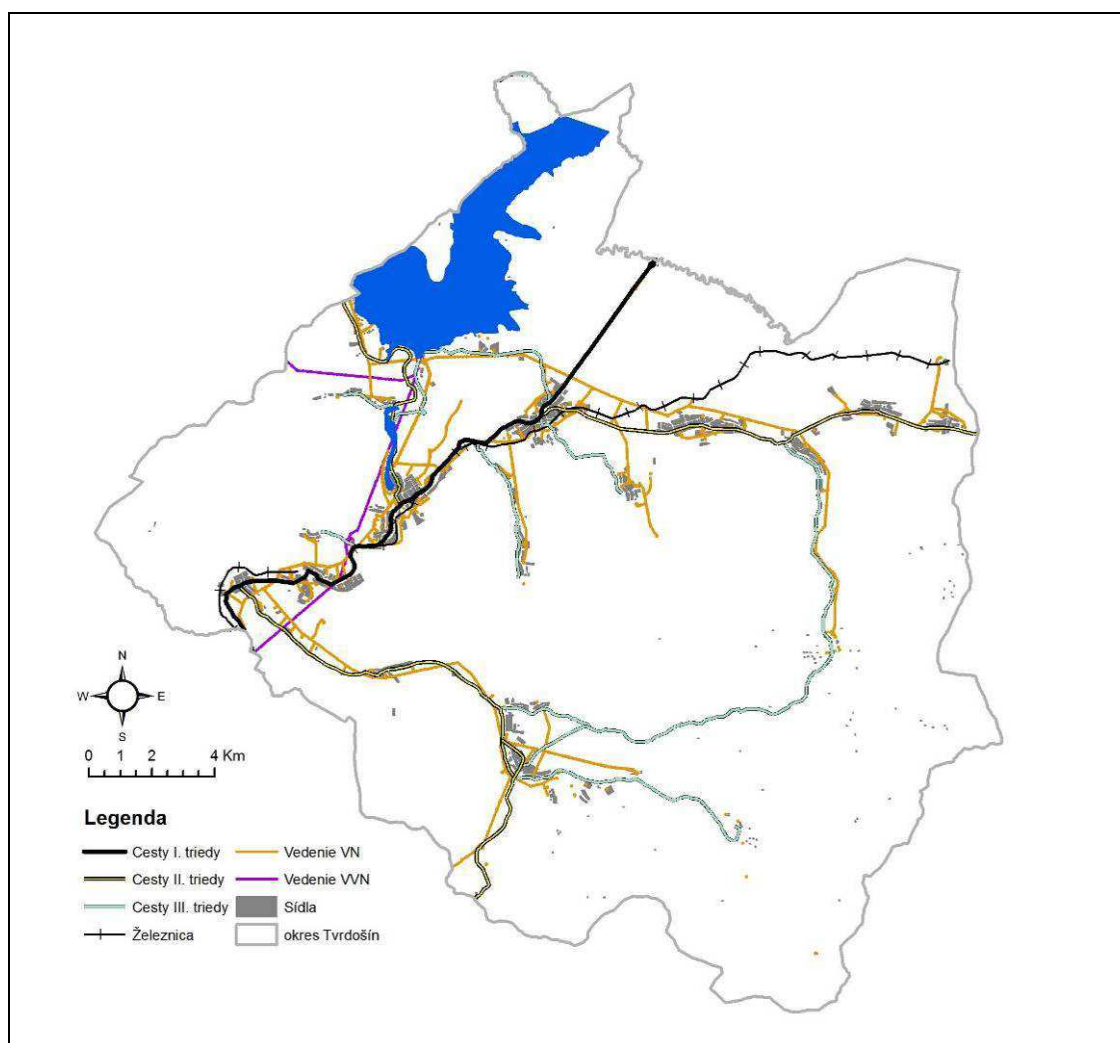 N
W E
S
0 1 2 4 Km
Legenda
Cesty I. triedy
Cesty II. triedy
Cesty III. triedy
Železnica
Vedenie VN
Vedenie VVN
Sídla
okres Tvrdošín